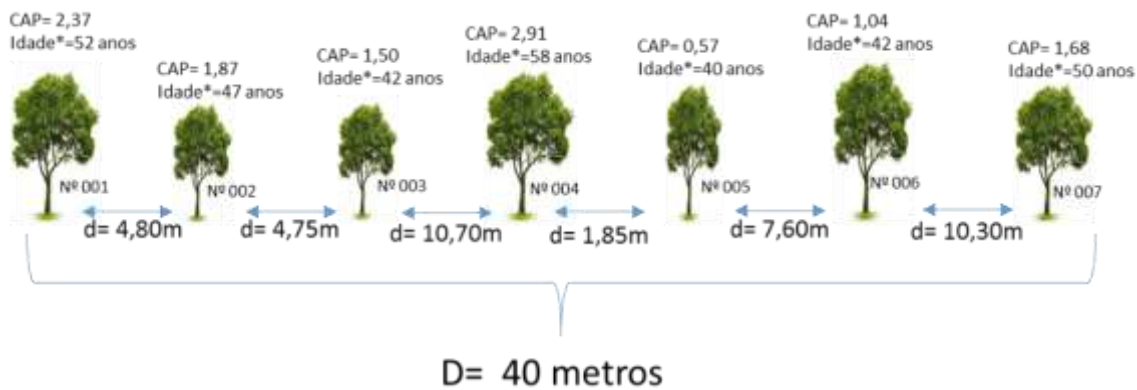 CAP= 2,37
Idade*=52 anos
CAP= 1,87
Idade*=47 anos
CAP= 1,50
Idade*=42 anos
CAP= 2,91
Idade*=58 anos
CAP= 0,57
Idade*=40 anos
CAP= 1,04
Idade*=42 anos
CAP= 1,68
Idade*=50 anos
Nº 001
Nº 002
Nº 003
Nº 004
Nº 005
Nº 006
Nº 007
d= 4,80m
d= 4,75m
d= 10,70m
d= 1,85m
d= 7,60m
d= 10,30m
D= 40 metros